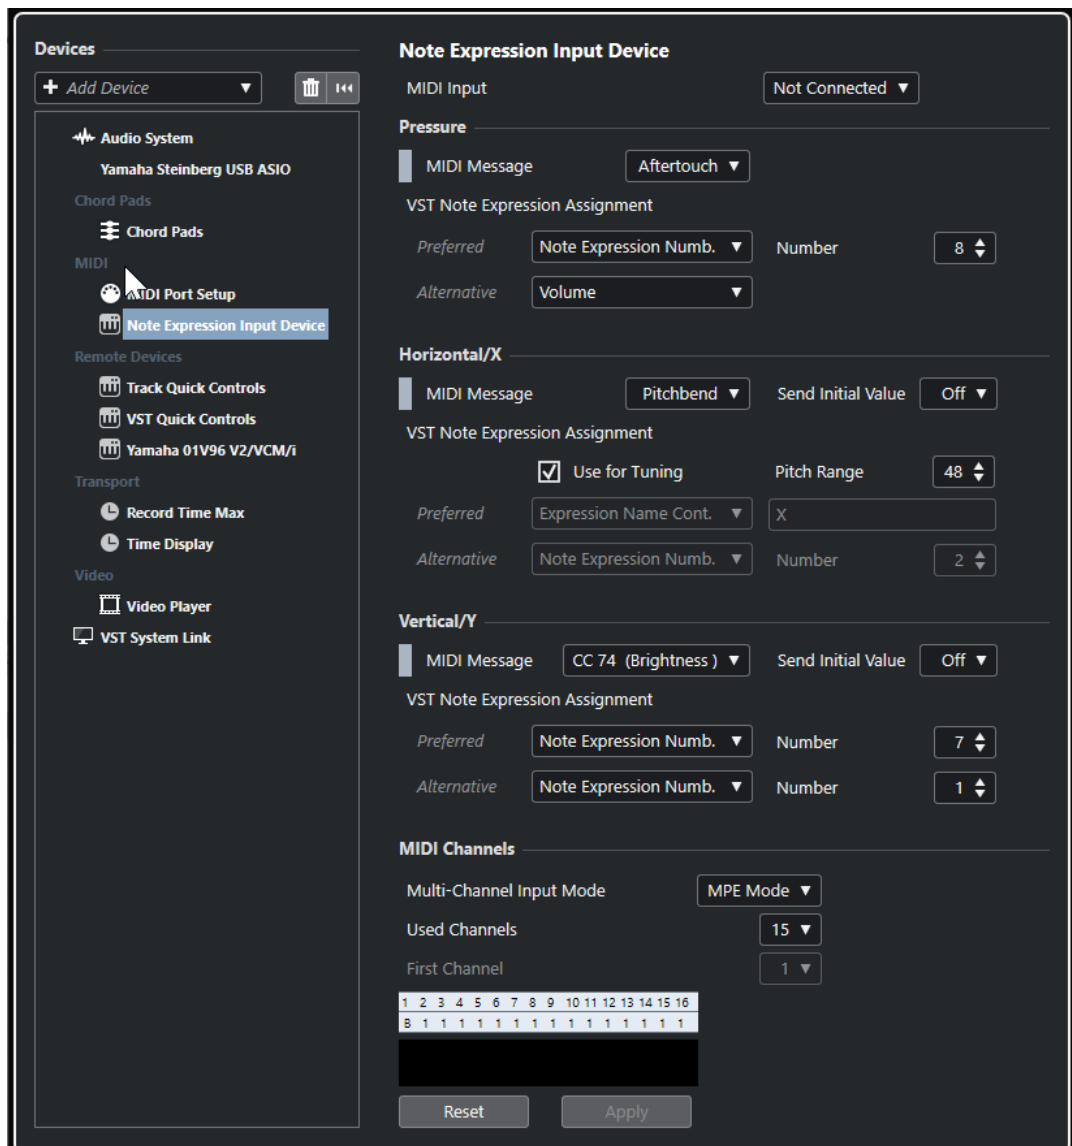 Devices
Add Device
Audio System
Yamaha Steinberg USB ASIO
Chord Pads
Chord Pads
MIDI
MIDI Port Setup
Note Expression Input Device
Remote Devices
Track Quick Controls
VST Quick Controls
Yamaha 01V96 V2/VCM/i
Transport
Record Time Max
Time Display
Video
Video Player
VST System Link
Note Expression Input Device
MIDI Input Not Connected
Pressure
MIDI Message Aftertouch
VST Note Expression Assignment
Preferred Note Expression Numb. Number 8
Alternative Volume
Horizontal/X
MIDI Message Pitchbend Send Initial Value Off
VST Note Expression Assignment
Use for Tuning Pitch Range 48
Preferred Expression Name Cont. X
Alternative Note Expression Numb. Number 2
Vertical/Y
MIDI Message CC 74 (Brightness ) Send Initial Value Off
VST Note Expression Assignment
Preferred Note Expression Numb. Number 7
Alternative Note Expression Numb. Number 1
MIDI Channels
Multi-Channel Input Mode MPE Mode
Used Channels 15
First Channel 1
1 2 3 4 5 6 7 8 9 10 11 12 13 14 15 16
B 1 1 1 1 1 1 1 1 1 1 1 1 1 1 1
Reset Apply